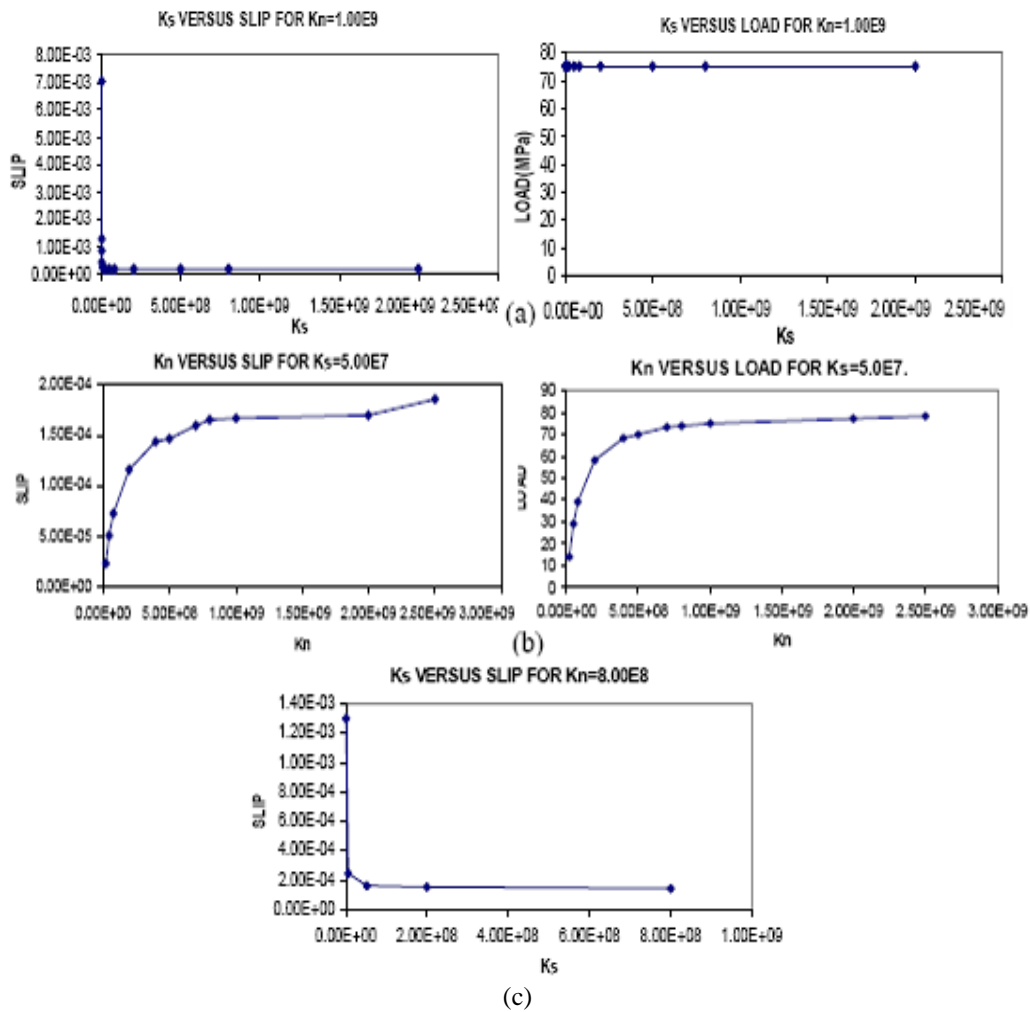 Ks VERSUS SLIP FOR Kn=1.00E9
8.00E-03
7.00E-03
6.00E-03
5.00E-03
4.00E-03
3.00E-03
2.00E-03
1.00E-03
0.00E+00
SLIP
0.00E+00 5.00E+08 1.00E+09 1.50E+09 2.00E+09 2.50E+09
Ks
Ks VERSUS LOAD FOR Kn=1.00E9
80
70
60
50
40
30
20
10
0
LOAD(MPa)
0.00E+00 5.00E+08 1.00E+09 1.50E+09 2.00E+09 2.50E+09
Ks
(a)
Kn VERSUS SLIP FOR Ks=5.00E7
2.00E-04
1.50E-04
1.00E-04
5.00E-05
0.00E+00
SLIP
0.00E+00 5.00E+08 1.00E+09 1.50E+09 2.00E+09 2.50E+09 3.00E+09
Kn
Kn VERSUS LOAD FOR Ks=5.0E7.
90
80
70
60
50
40
30
20
10
0
LOAD
0.00E+00 5.00E+08 1.00E+09 1.50E+09 2.00E+09 2.50E+09 3.00E+09
Kn
(b)
Ks VERSUS SLIP FOR Kn=8.00E8
1.40E-03
1.20E-03
1.00E-03
8.00E-04
6.00E-04
4.00E-04
2.00E-04
0.00E+00
SLIP
0.00E+00 2.00E+08 4.00E+08 6.00E+08 8.00E+08 1.00E+09
Ks
(c)